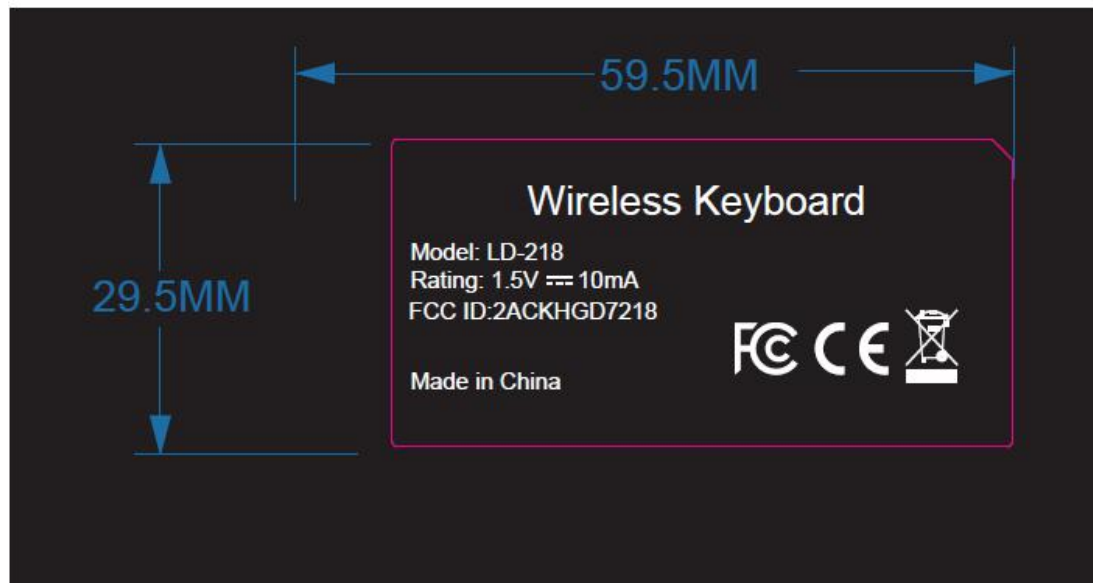 59.5MM
29.5MM
Wireless Keyboard
Model: LD-218
Rating: 1.5V ⎓ 10mA
FCC ID:2ACKHGD7218
FC CE
Made in China